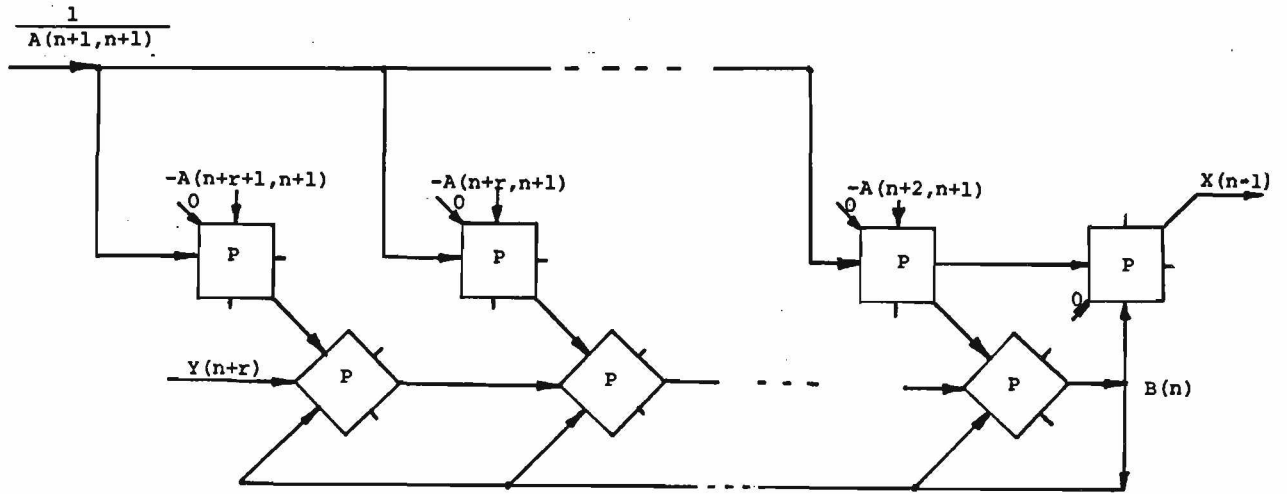 1
A(n+1,n+1)
-A(n+r+1,n+1)
0
-A(n+r,n+1)
0
-A(n+2,n+1)
0
X(n-1)
P
P
P
P
0
Y(n+r)
P
P
P
B(n)